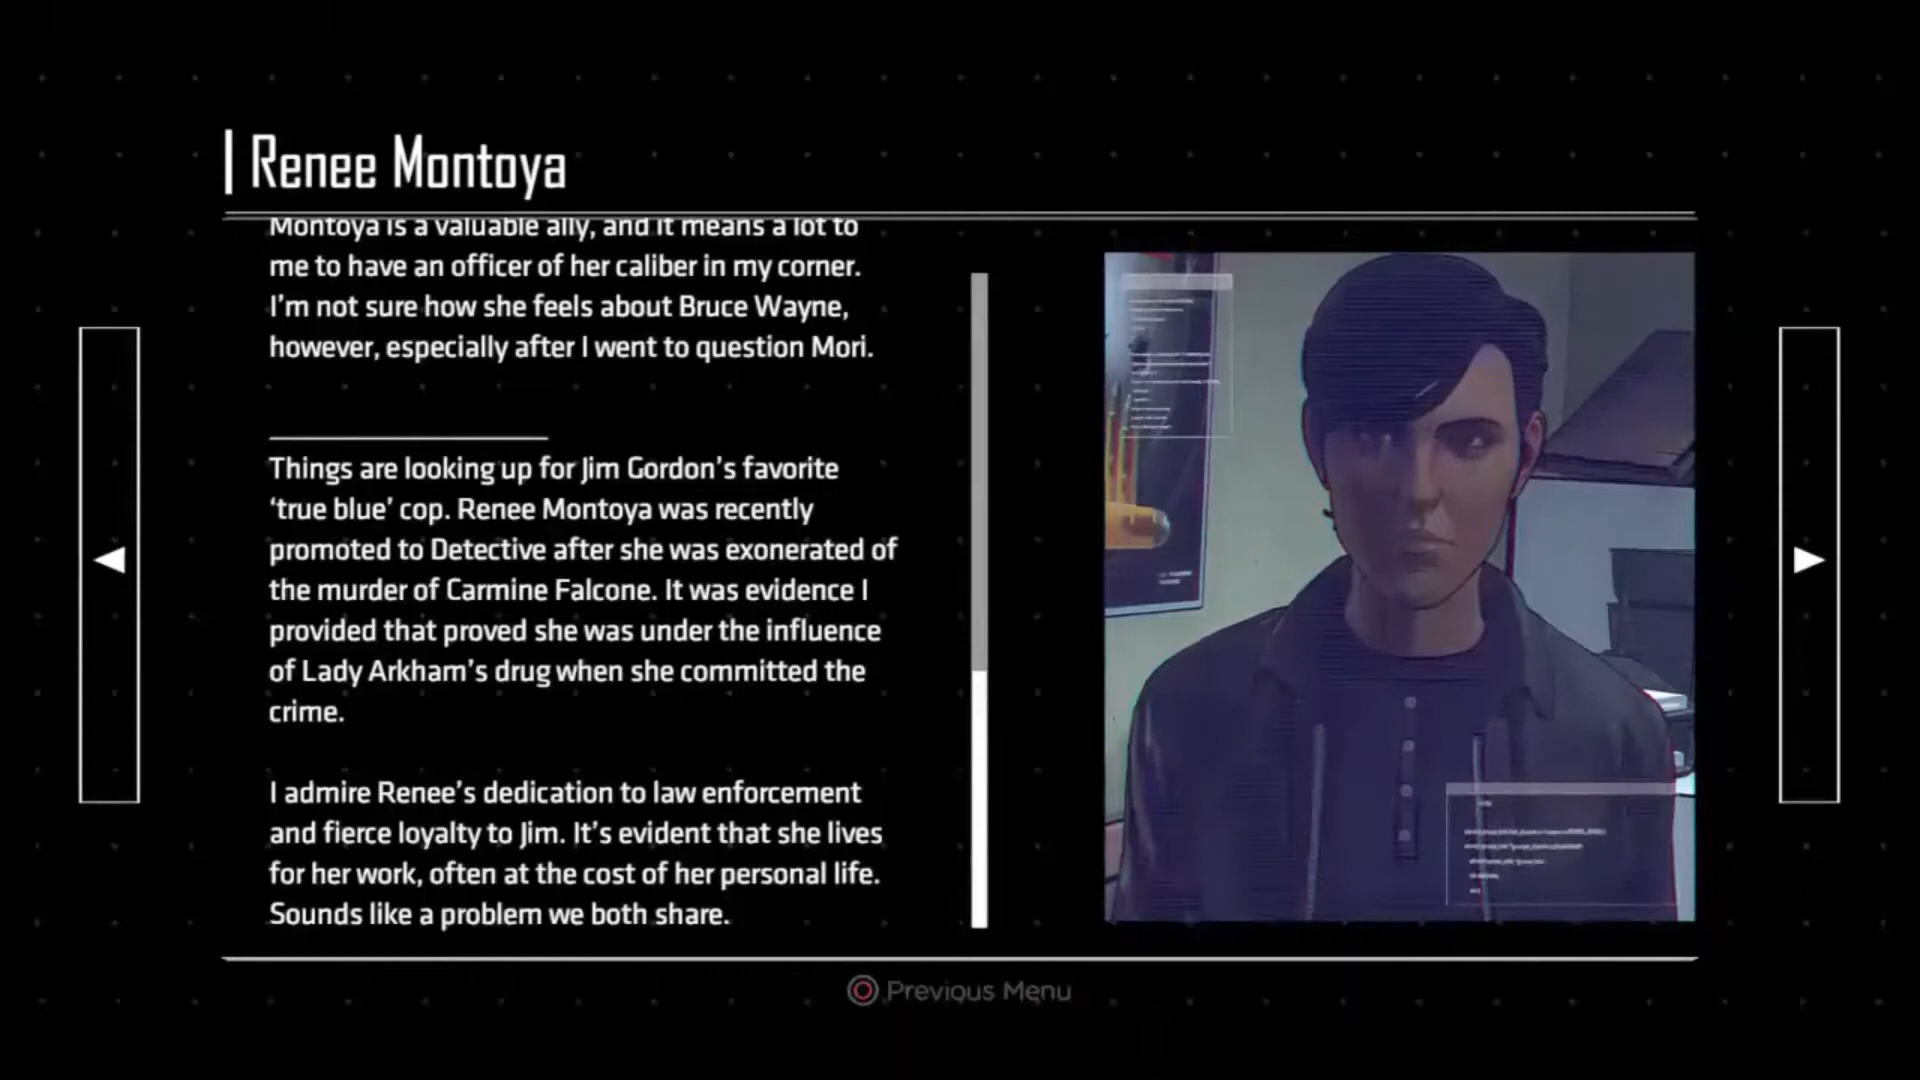 Renee Montoya
Montoya is a valuable ally, and it means a lot to
me to have an officer of her caliber in my corner.
I'm not sure how she feels about Bruce Wayne,
however, especially after I went to question Mori.
Things are looking up for Jim Gordon's favorite
'true blue' cop. Renee Montoya was recently
promoted to Detective after she was exonerated of
the murder of Carmine Falcone. It was evidence I
provided that proved she was under the influence
of Lady Arkham's drug when she committed the
crime.
I admire Renee's dedication to law enforcement
and fierce loyalty to Jim. It's evident that she lives
for her work, often at the cost of her personal life.
Sounds like a problem we both share.
Previous Menu